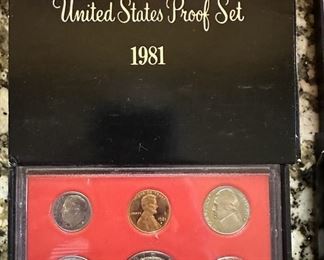 United States Proof Set
1981